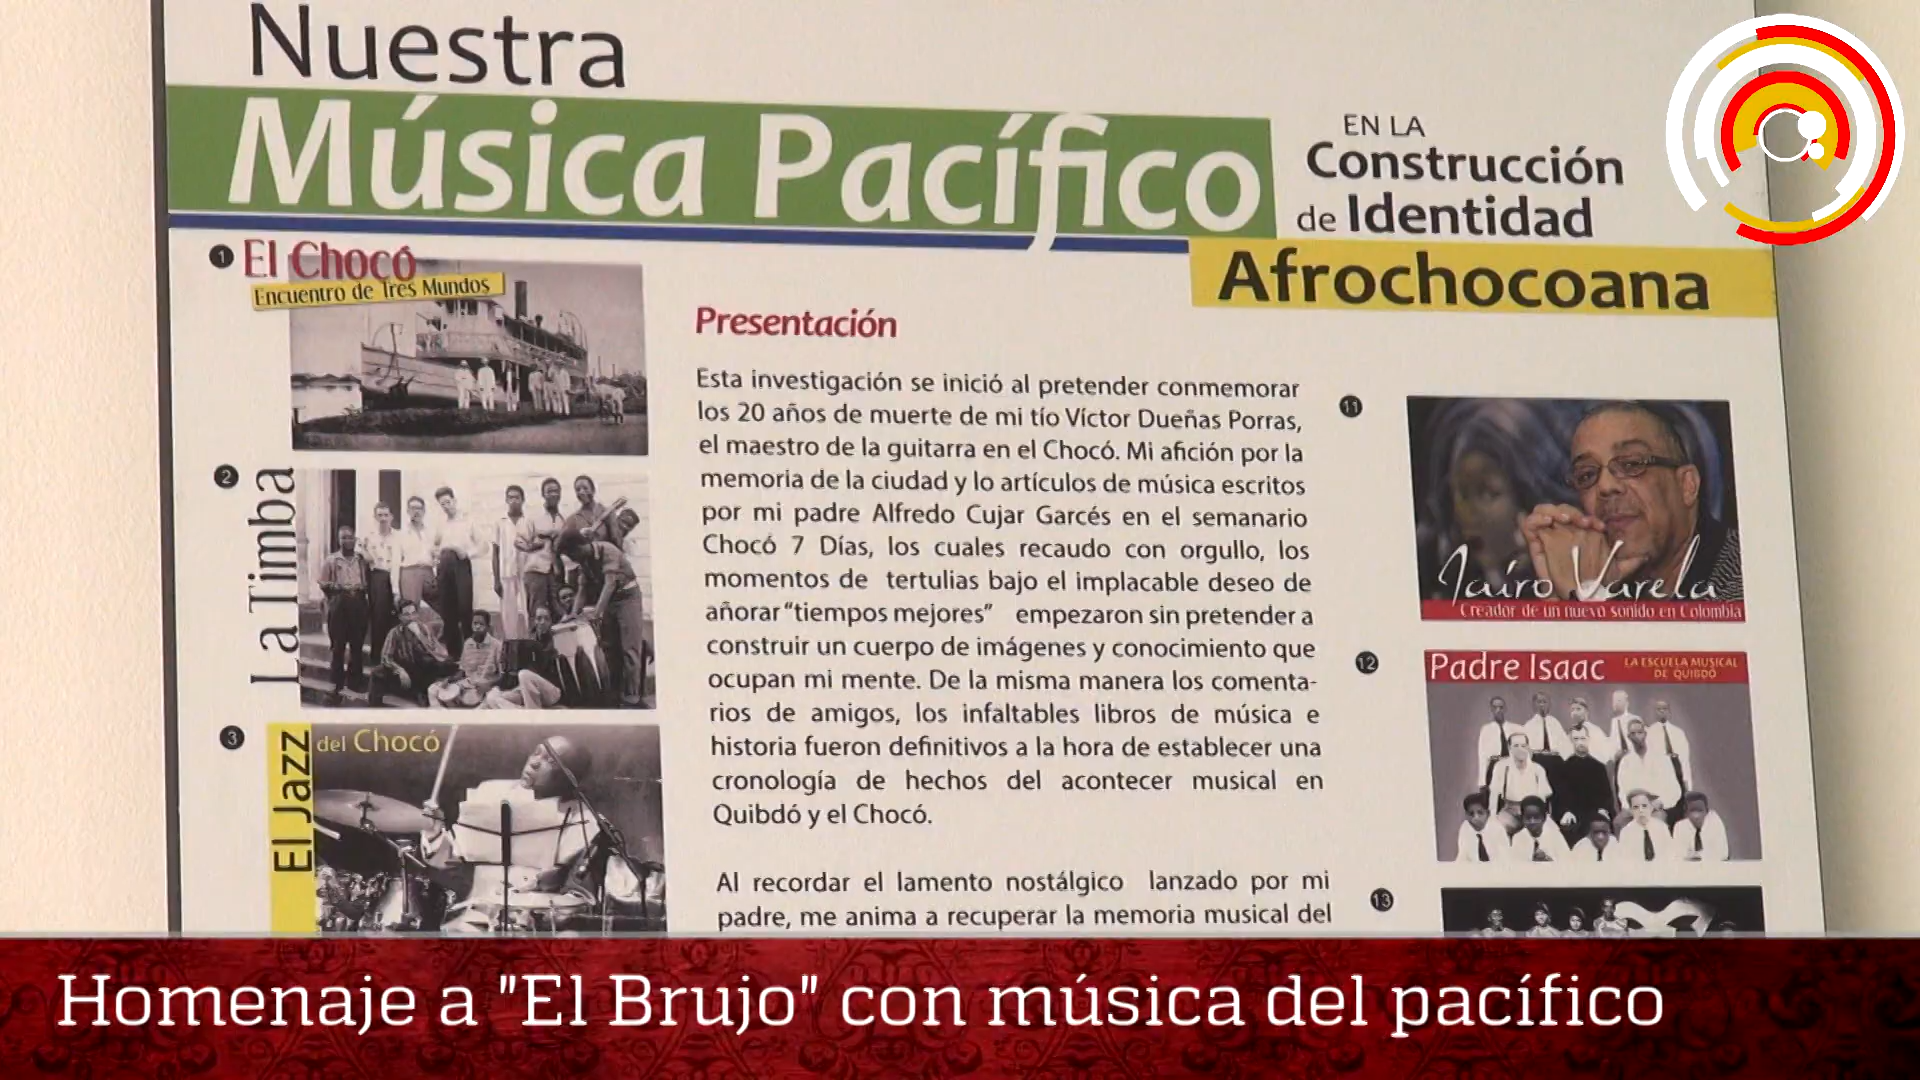 Nuestra
Música Pacífico
EN LA
Construcción
de Identidad
Afrochocoana
1 El Chocó
Encuentro de Tres Mundos
2
La Timba
3
El Jazz
del Chocó
Presentación
Esta investigación se inició al pretender conmemorar
los 20 años de muerte de mi tío Víctor Dueñas Porras,
el maestro de la guitarra en el Chocó. Mi afición por la
memoria de la ciudad y lo artículos de música escritos
por mi padre Alfredo Cujar Garcés en el semanario
Chocó 7 Días, los cuales recaudo con orgullo, los
momentos de tertulias bajo el implacable deseo de
añorar "tiempos mejores" empezaron sin pretender a
construir un cuerpo de imágenes y conocimiento que
ocupan mi mente. De la misma manera los comenta-
rios de amigos, los infaltables libros de música e
historia fueron definitivos a la hora de establecer una
cronología de hechos del acontecer musical en
Quibdó y el Chocó.
Al recordar el lamento nostálgico lanzado por mi
padre, me anima a recuperar la memoria musical del
11
Jairo Varela
Creador de un nuevo sonido en Colombia
12
Padre Isaac
LA ESCUELA MUSICAL
DE QUIBDÓ
13
Homenaje a "El Brujo" con música del pacífico